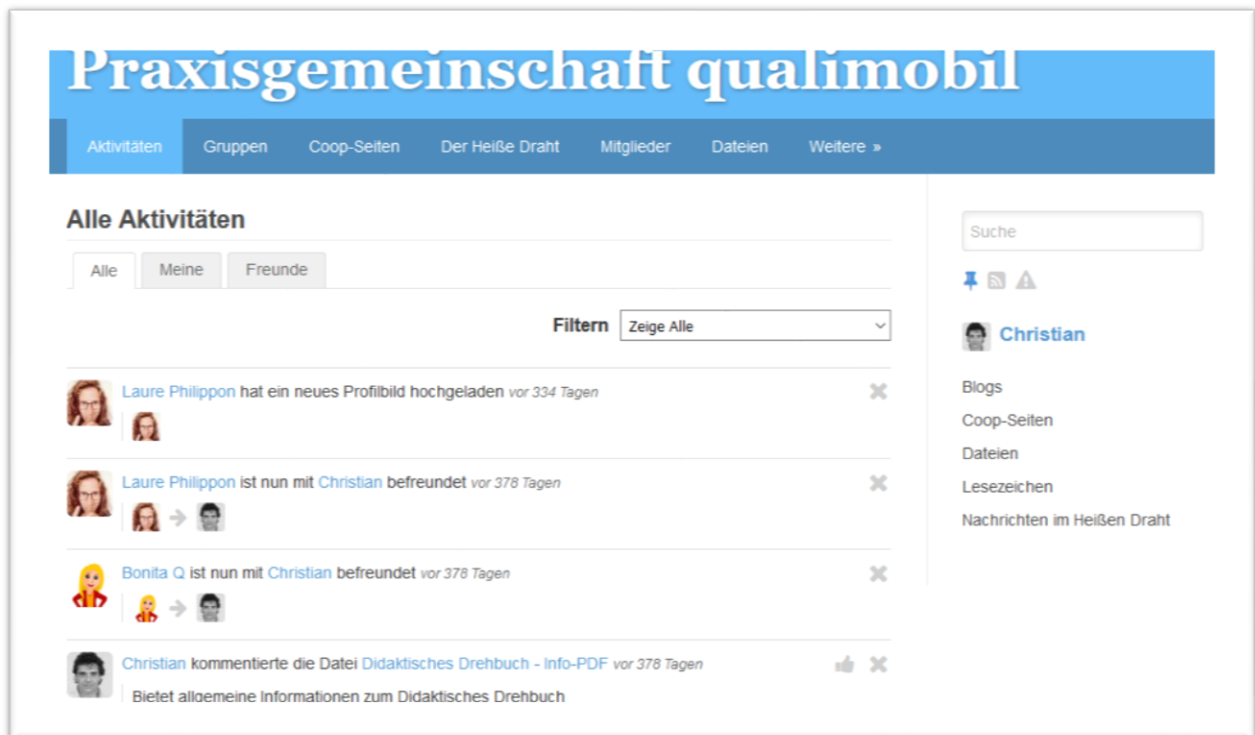 Praxisgemeinschaft qualimobil
Aktivitäten Gruppen Coop-Seiten Der Heiße Draht Mitglieder Dateien Weitere »
Alle Aktivitäten
Alle Meine Freunde
Filtern Zeige Alle
Laure Philippon hat ein neues Profilbild hochgeladen vor 334 Tagen
Laure Philippon ist nun mit Christian befreundet vor 378 Tagen
Bonita Q ist nun mit Christian befreundet vor 378 Tagen
Christian kommentierte die Datei Didaktisches Drehbuch - Info-PDF vor 378 Tagen
Bietet allgemeine Informationen zum Didaktisches Drehbuch
Suche
Christian
Blogs
Coop-Seiten
Dateien
Lesezeichen
Nachrichten im Heißen Draht